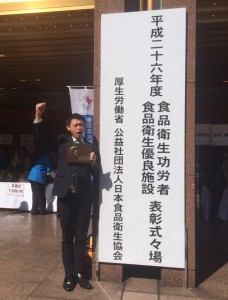 平成二十六年度 食品衛生功労者
食品衛生優良施設 表彰式々場
厚生労働省 公益社団法人日本食品衛生協会